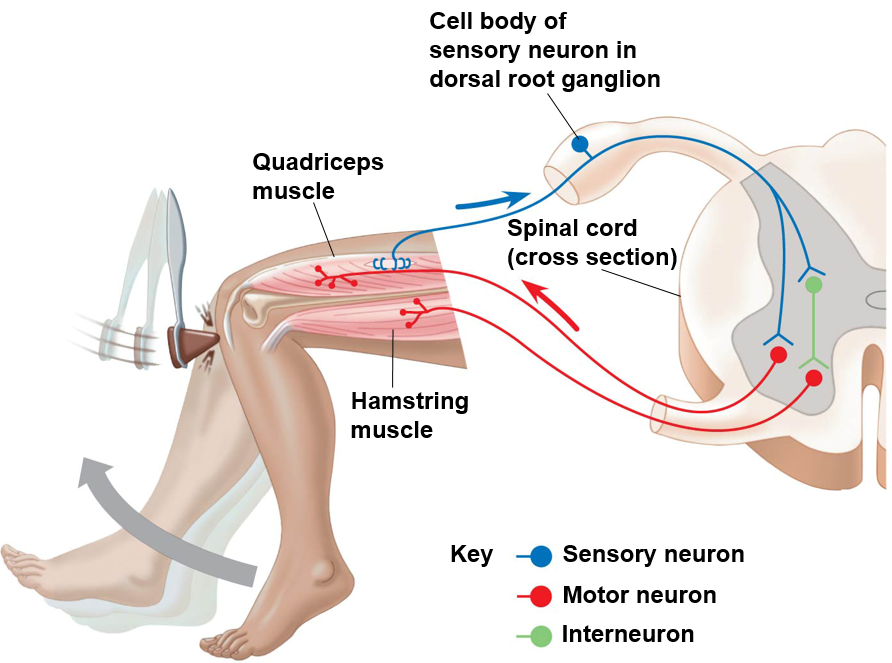 Cell body of
sensory neuron in
dorsal root ganglion
Quadriceps
muscle
Spinal cord
(cross section)
Hamstring
muscle
Key
Sensory neuron
Motor neuron
Interneuron